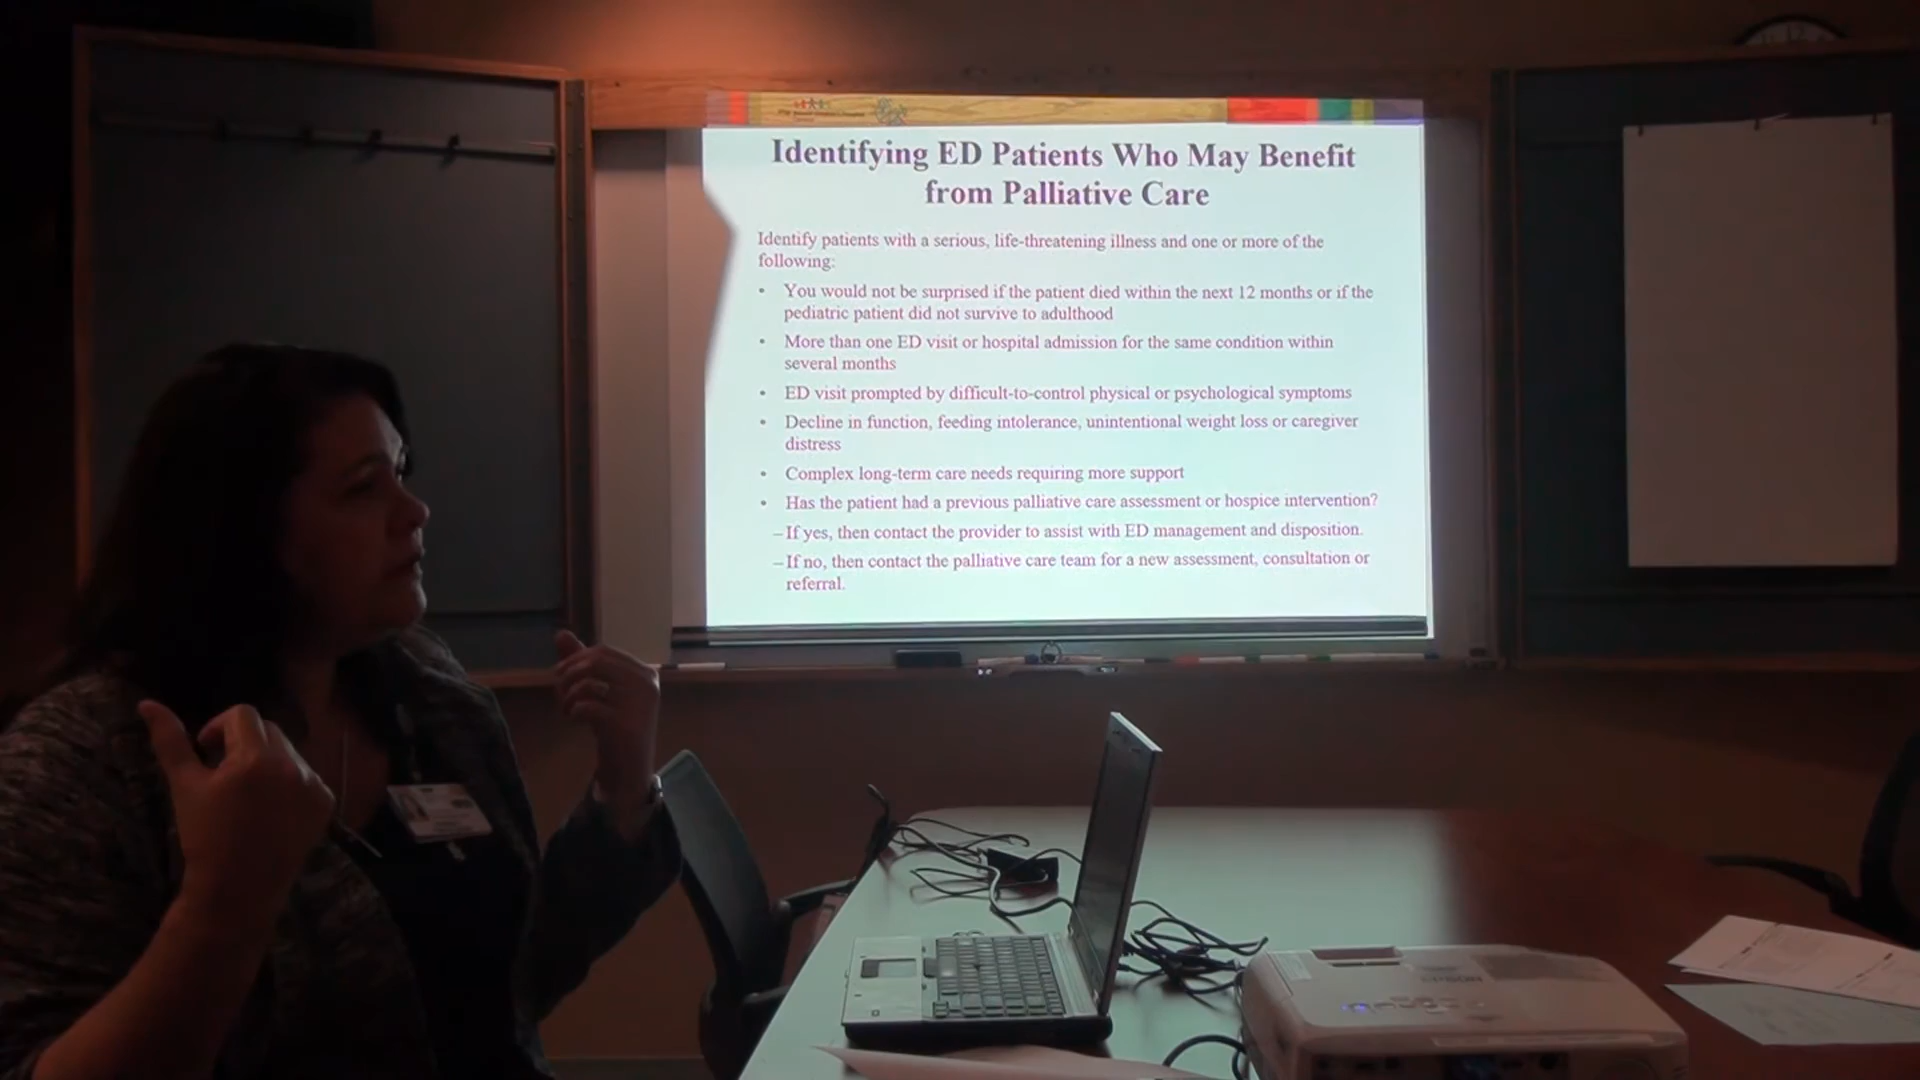 Identifying ED Patients Who May Benefit
from Palliative Care
Identify patients with a serious, life-threatening illness and one or more of the
following:
• You would not be surprised if the patient died within the next 12 months or if the
pediatric patient did not survive to adulthood
• More than one ED visit or hospital admission for the same condition within
several months
• ED visit prompted by difficult-to-control physical or psychological symptoms
• Decline in function, feeding intolerance, unintentional weight loss or caregiver
distress
• Complex long-term care needs requiring more support
• Has the patient had a previous palliative care assessment or hospice intervention?
– If yes, then contact the provider to assist with ED management and disposition.
– If no, then contact the palliative care team for a new assessment, consultation or
referral.